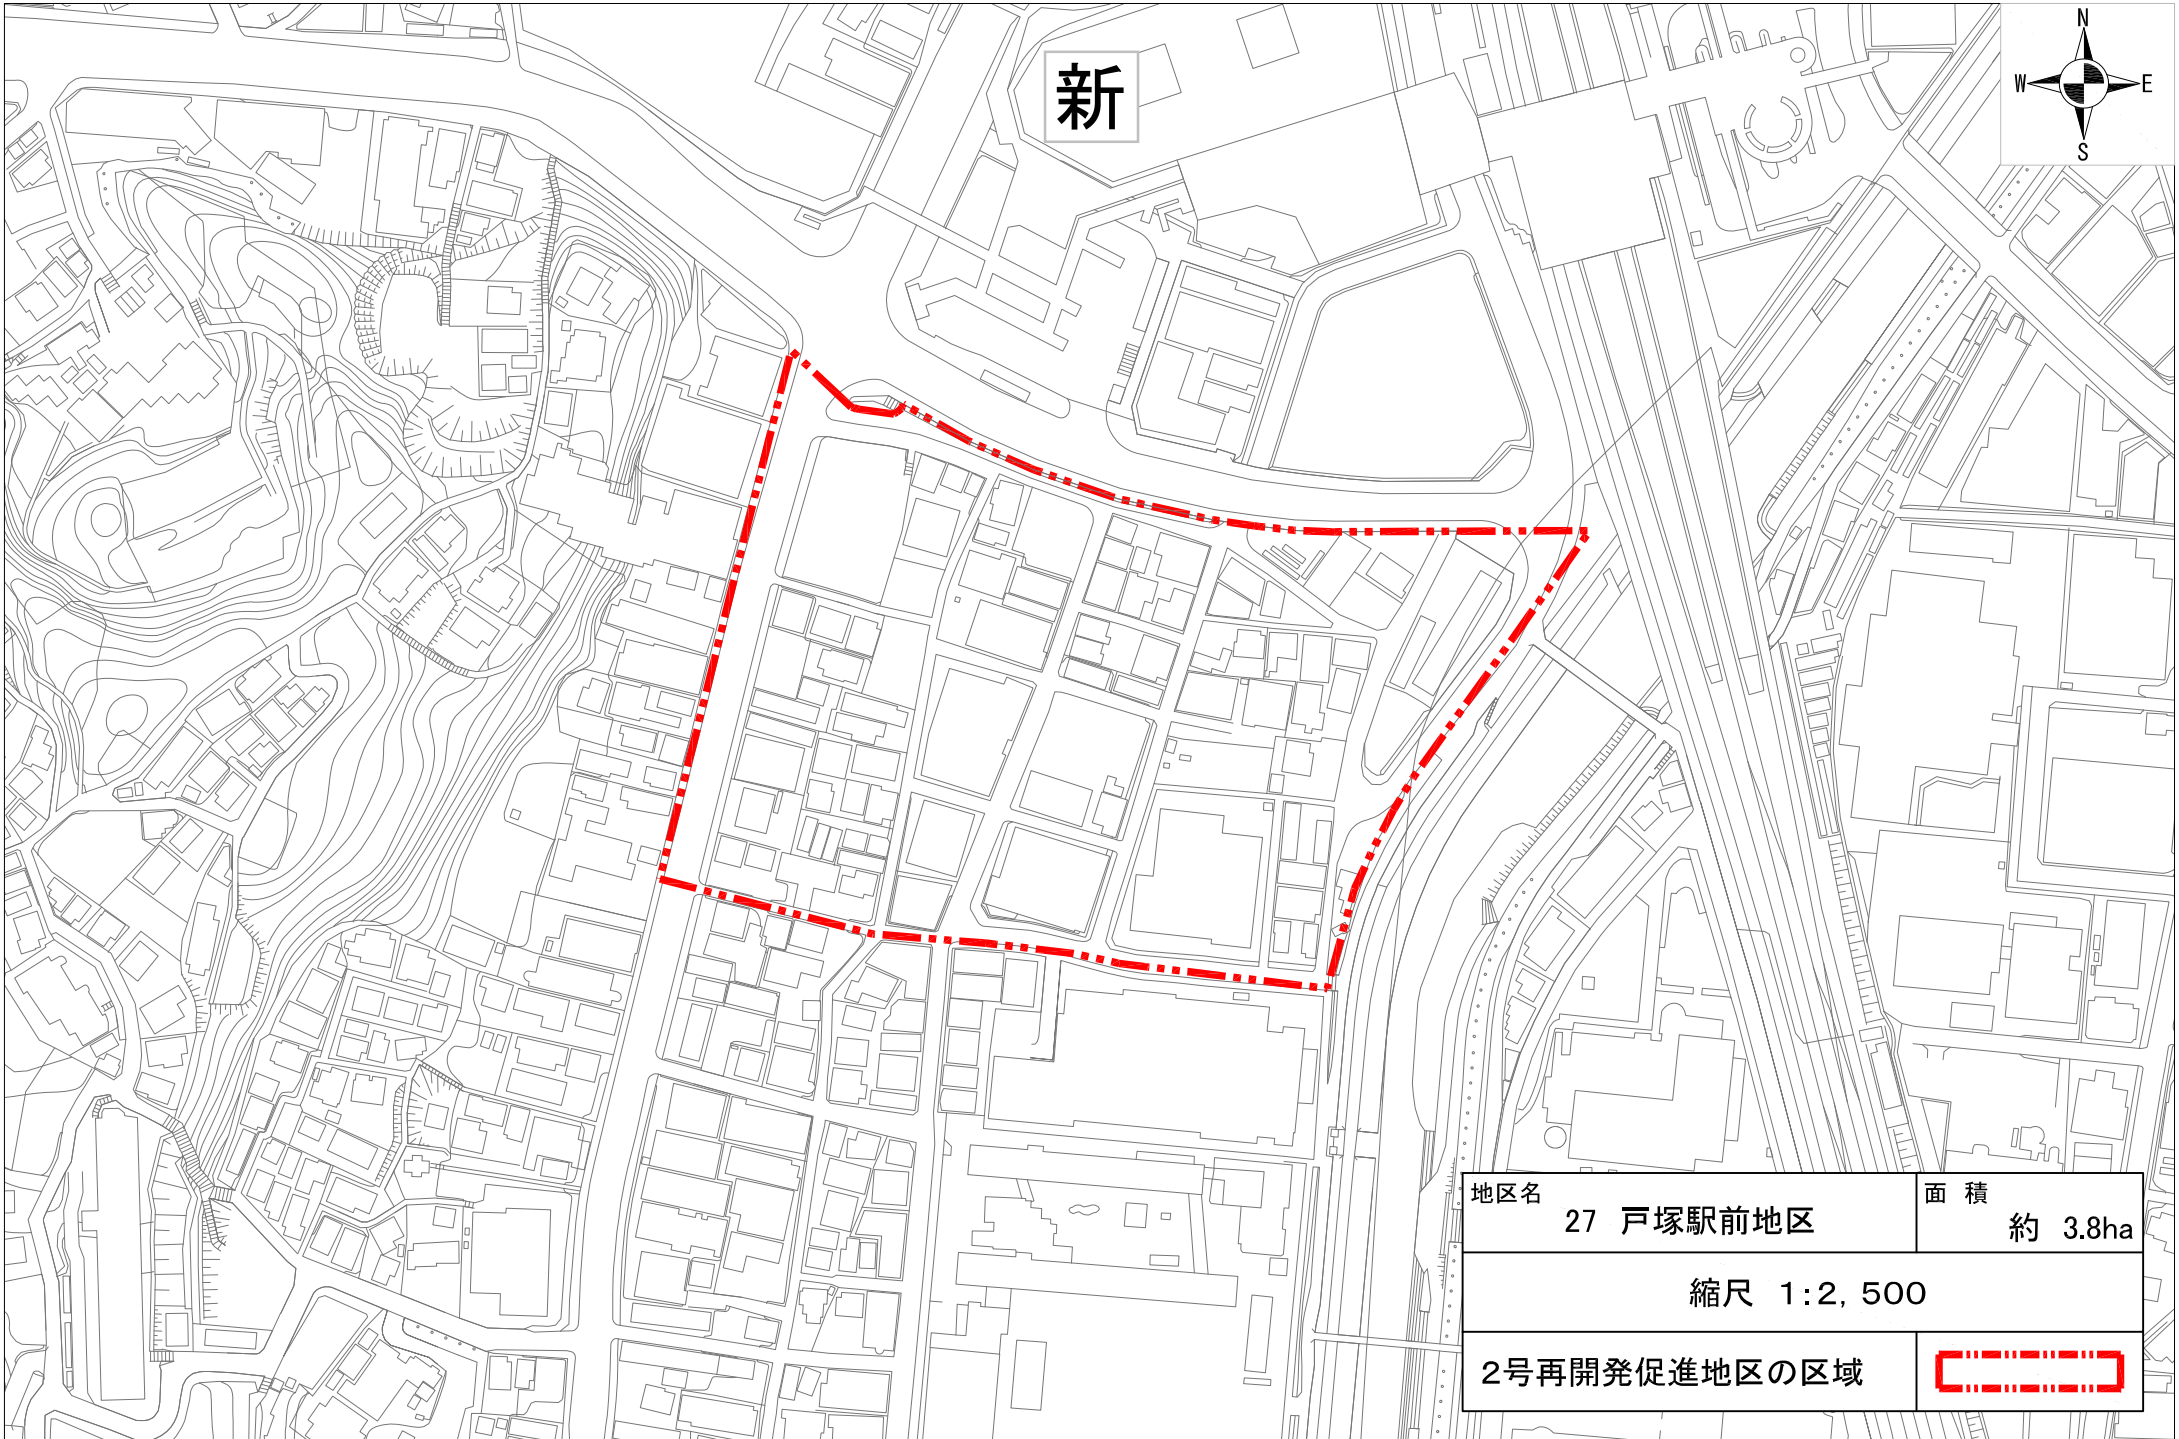 新
N
W E
S
地区名
27 戸塚駅前地区
面 積
約 3.8ha
縮尺 1:2,500
2号再開発促進地区の区域